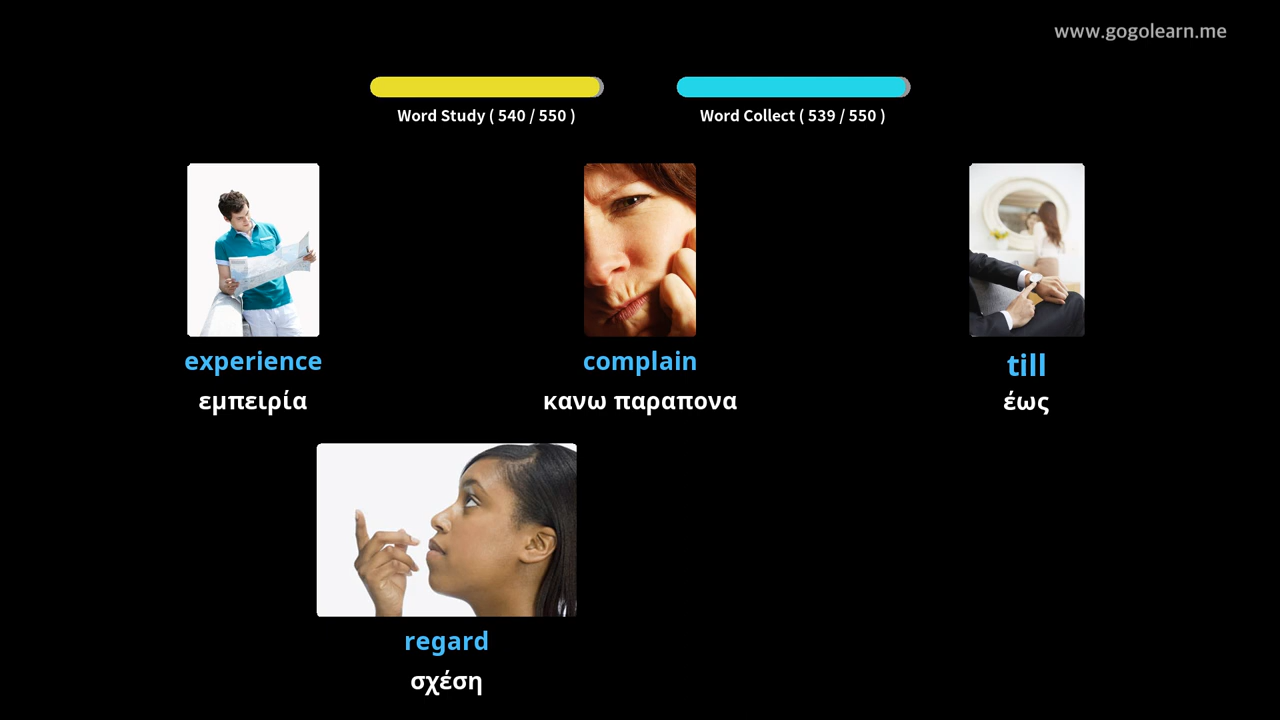 www.gogolearn.me
Word Study ( 540 / 550 )
Word Collect ( 539 / 550 )
experience
complain
till
εμπειρία
κανω παραπονα
έως
regard
σχέση